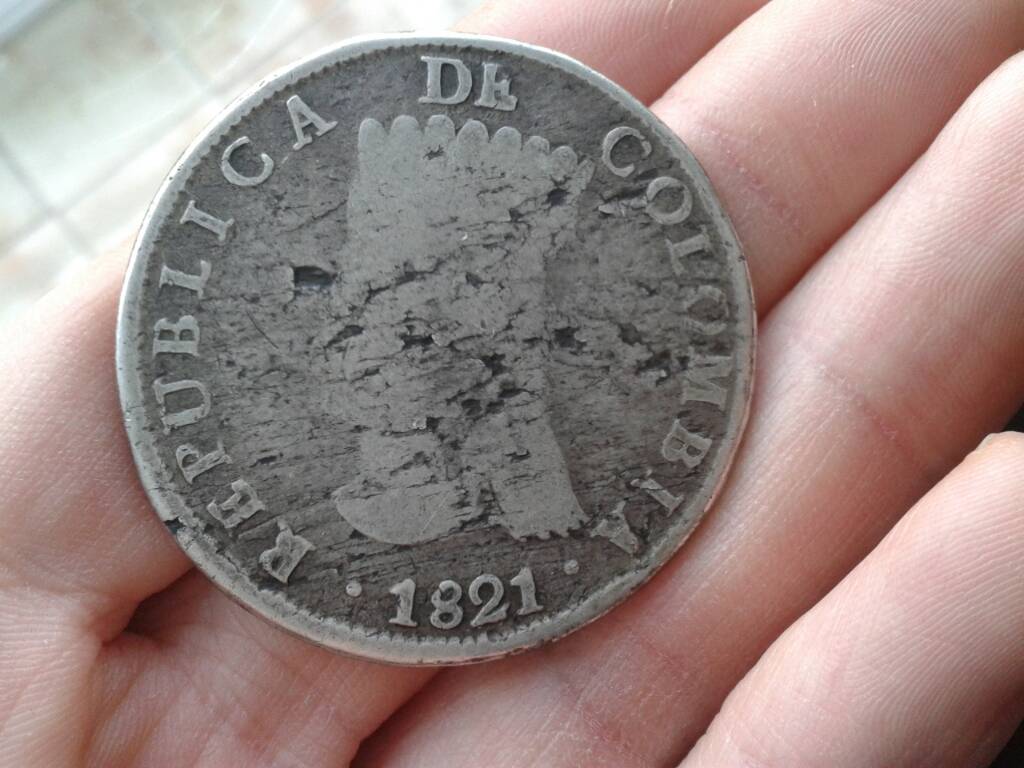 REPUBLICA DE COLOMBIA
· 1821 ·